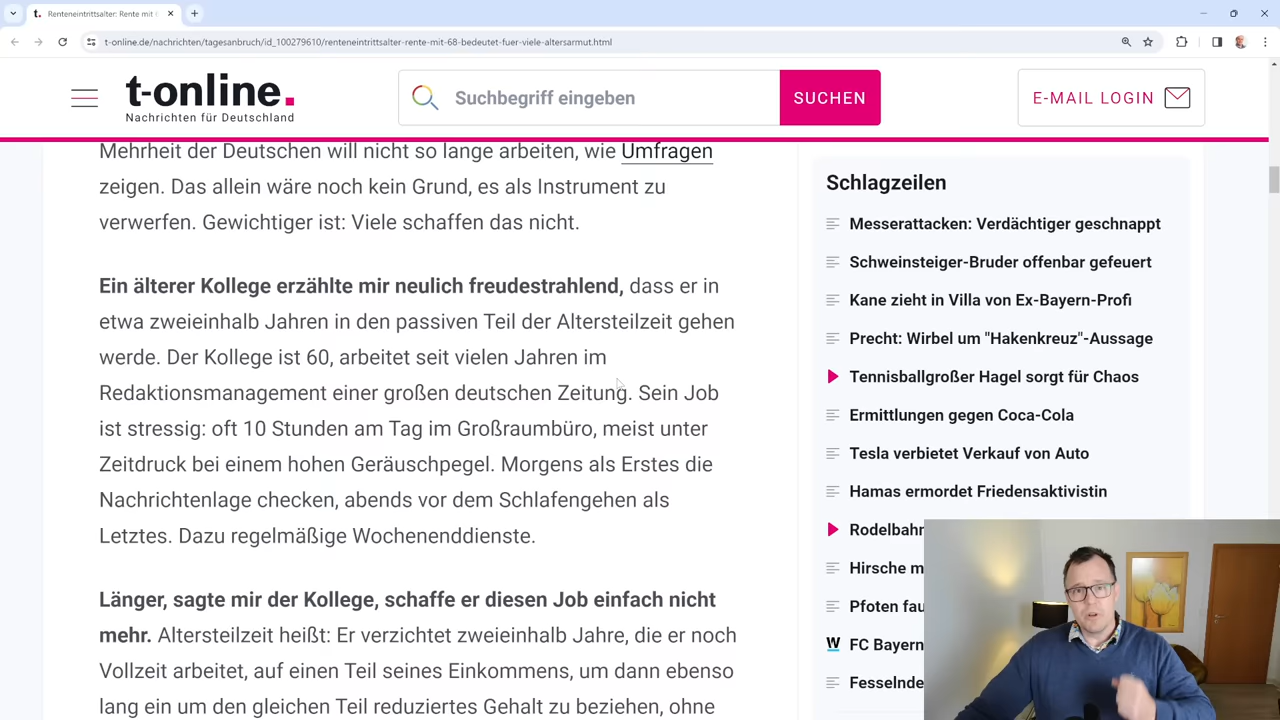 Renteneintrittsalter: Rente mit 6
t-online.de/nachrichten/tagesanbruch/id_100279610/renteneintrittsalter-rente-mit-68-bedeutet-fuer-viele-altersarmut.html
t-online.
Nachrichten für Deutschland
Suchbegriff eingeben
SUCHEN
E-MAIL LOGIN
Mehrheit der Deutschen will nicht so lange arbeiten, wie Umfragen
zeigen. Das allein wäre noch kein Grund, es als Instrument zu
verwerfen. Gewichtiger ist: Viele schaffen das nicht.
Ein älterer Kollege erzählte mir neulich freudestrahlend, dass er in
etwa zweieinhalb Jahren in den passiven Teil der Altersteilzeit gehen
werde. Der Kollege ist 60, arbeitet seit vielen Jahren im
Redaktionsmanagement einer großen deutschen Zeitung. Sein Job
ist stressig: oft 10 Stunden am Tag im Großraumbüro, meist unter
Zeitdruck bei einem hohen Geräuschpegel. Morgens als Erstes die
Nachrichtenlage checken, abends vor dem Schlafengehen als
Letztes. Dazu regelmäßige Wochenenddienste.
Länger, sagte mir der Kollege, schaffe er diesen Job einfach nicht
mehr. Altersteilzeit heißt: Er verzichtet zweieinhalb Jahre, die er noch
Vollzeit arbeitet, auf einen Teil seines Einkommens, um dann ebenso
lang ein um den gleichen Teil reduziertes Gehalt zu beziehen, ohne
Schlagzeilen
Messerattacken: Verdächtiger geschnappt
Schweinsteiger-Bruder offenbar gefeuert
Kane zieht in Villa von Ex-Bayern-Profi
Precht: Wirbel um "Hakenkreuz"-Aussage
Tennisballgroßer Hagel sorgt für Chaos
Ermittlungen gegen Coca-Cola
Tesla verbietet Verkauf von Auto
Hamas ermordet Friedensaktivistin
Rodelbahn
Hirsche m
Pfoten fau
W FC Bayern
Fesselnde